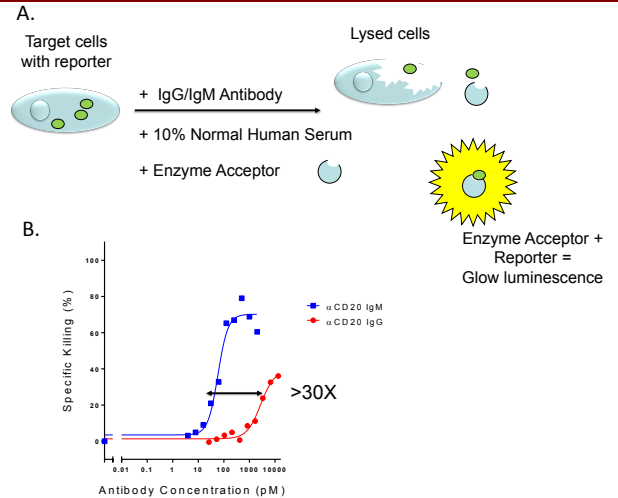 A.
Target cells
with reporter
Lysed cells
+ IgG/IgM Antibody
+ 10% Normal Human Serum
+ Enzyme Acceptor
Enzyme Acceptor +
Reporter =
Glow luminescence
B.
Specific Killing (%)
100
80
60
40
20
0
αCD20 IgM
αCD20 IgG
>30X
0.01 0.1 1 10 100 1000 10000
Antibody Concentration (pM)